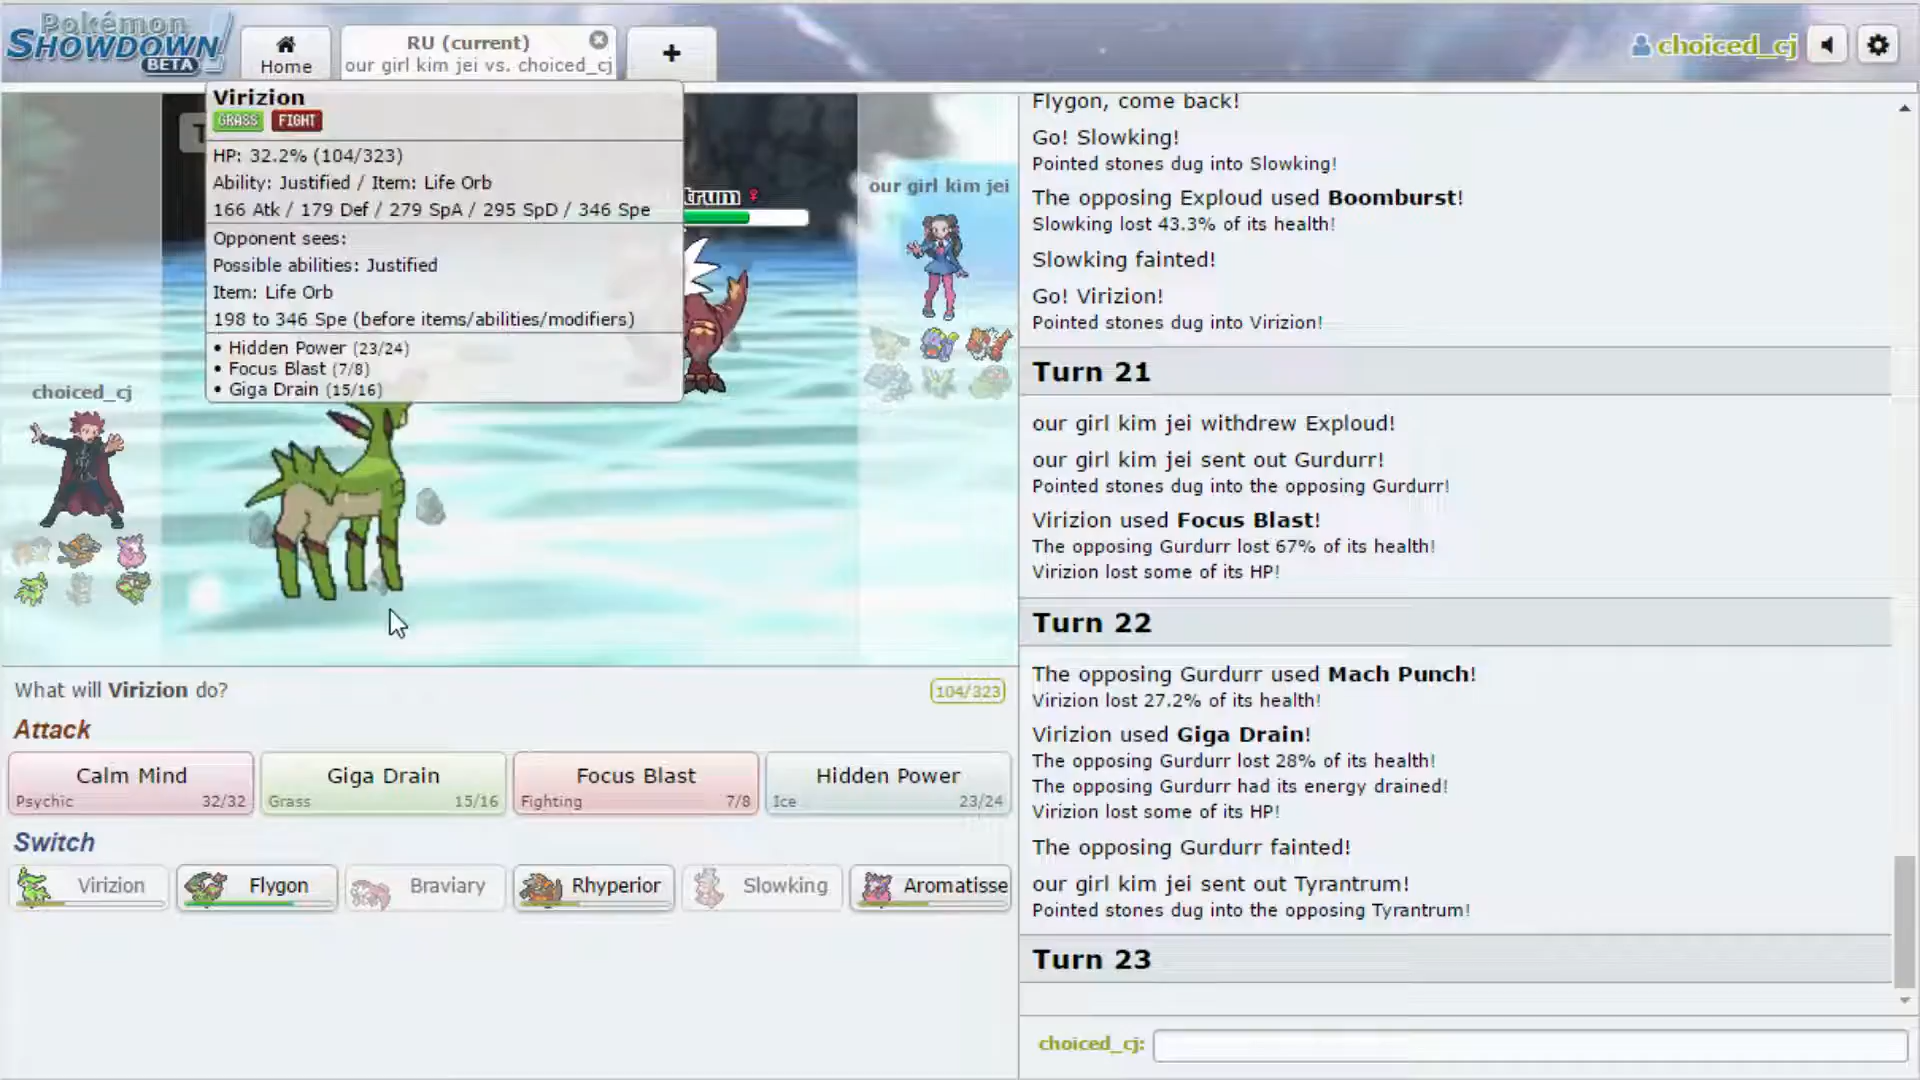 Pokémon
SHOWDOWN
BETA
Home
RU (current)
our girl kim jei vs. choiced_cj
+
choiced_cj
Virizion
GRASS FIGHT
HP: 32.2% (104/323)
Ability: Justified / Item: Life Orb
166 Atk / 179 Def / 279 SpA / 295 SpD / 346 Spe
Opponent sees:
Possible abilities: Justified
Item: Life Orb
198 to 346 Spe (before items/abilities/modifiers)
• Hidden Power (23/24)
• Focus Blast (7/8)
• Giga Drain (15/16)
T
trum ♀
our girl kim jei
choiced_cj
What will Virizion do?
104/323
Attack
Calm Mind
Psychic 32/32
Giga Drain
Grass 15/16
Focus Blast
Fighting 7/8
Hidden Power
Ice 23/24
Switch
Virizion
Flygon
Braviary
Rhyperior
Slowking
Aromatisse
Flygon, come back!
Go! Slowking!
Pointed stones dug into Slowking!
The opposing Exploud used Boomburst!
Slowking lost 43.3% of its health!
Slowking fainted!
Go! Virizion!
Pointed stones dug into Virizion!
Turn 21
our girl kim jei withdrew Exploud!
our girl kim jei sent out Gurdurr!
Pointed stones dug into the opposing Gurdurr!
Virizion used Focus Blast!
The opposing Gurdurr lost 67% of its health!
Virizion lost some of its HP!
Turn 22
The opposing Gurdurr used Mach Punch!
Virizion lost 27.2% of its health!
Virizion used Giga Drain!
The opposing Gurdurr lost 28% of its health!
The opposing Gurdurr had its energy drained!
Virizion lost some of its HP!
The opposing Gurdurr fainted!
our girl kim jei sent out Tyrantrum!
Pointed stones dug into the opposing Tyrantrum!
Turn 23
choiced_cj: